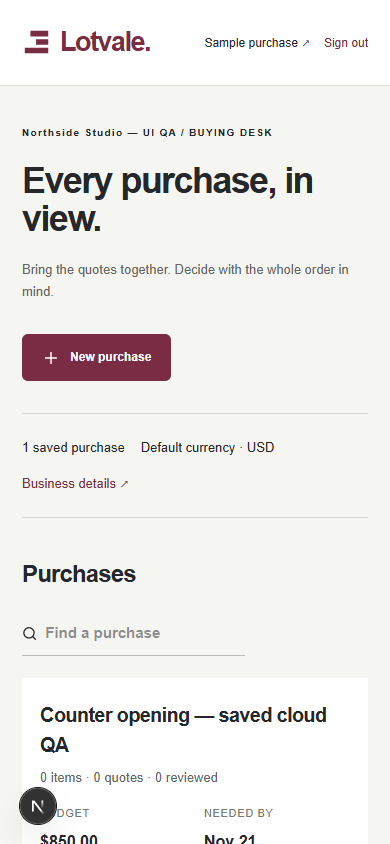 Lotvale.
Sample purchase ↗ Sign out
Northside Studio — UI QA / BUYING DESK
Every purchase, in
view.
Bring the quotes together. Decide with the whole order in
mind.
+ New purchase
1 saved purchase Default currency · USD
Business details ↗
Purchases
Find a purchase
Counter opening — saved cloud
QA
0 items · 0 quotes · 0 reviewed
NEEDED BY
$850.00 Nov 21
N